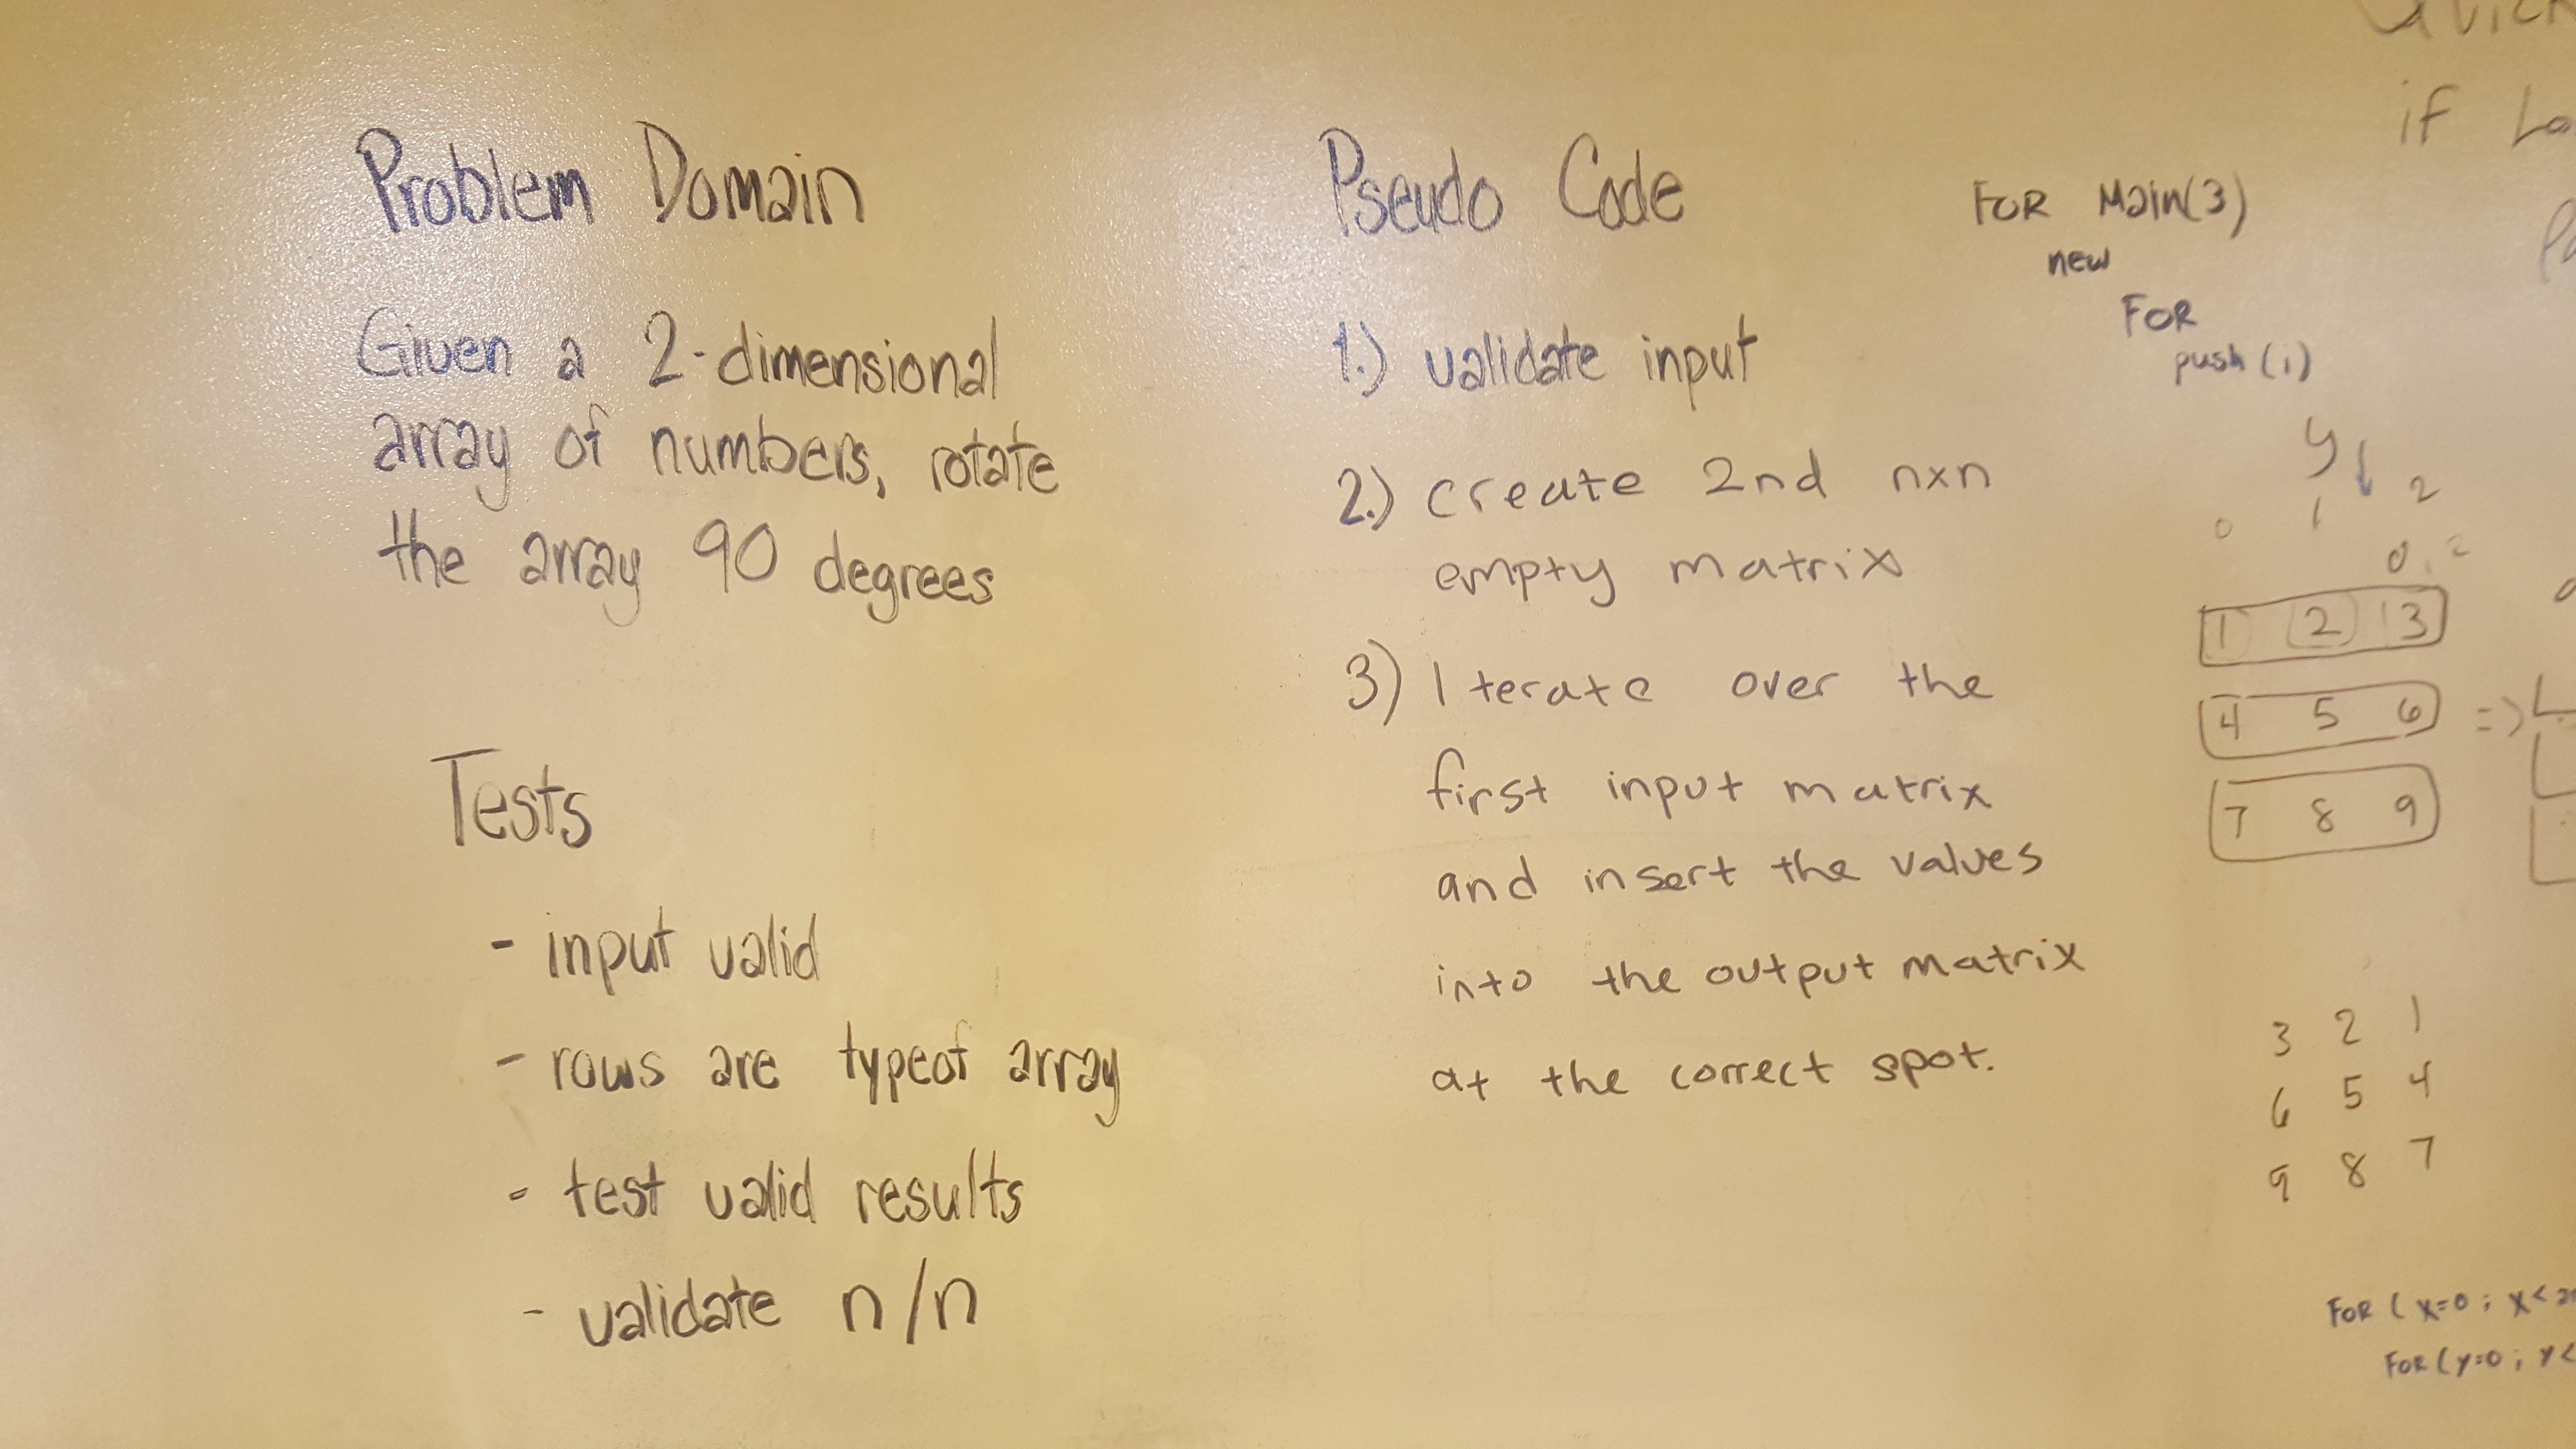 Problem Domain
Given a 2-dimensional
array of numbers, rotate
the array 90 degrees
Tests
- input valid
- rows are typeof array
- test valid results
- validate n/n
Pseudo Code
1.) validate input
2.) create 2nd nxn
empty matrix
3) Iterate over the
first input matrix
and insert the values
into the output matrix
at the correct spot.
if
FOR Main(3)
new
FOR
push (i)
y ↓
0 1 2
0,2
1 2 3
4 5 6 =>
7 8 9
3 2 1
6 5 4
9 8 7
FOR ( x=0 ; x <
FOR ( y=0 ; y <